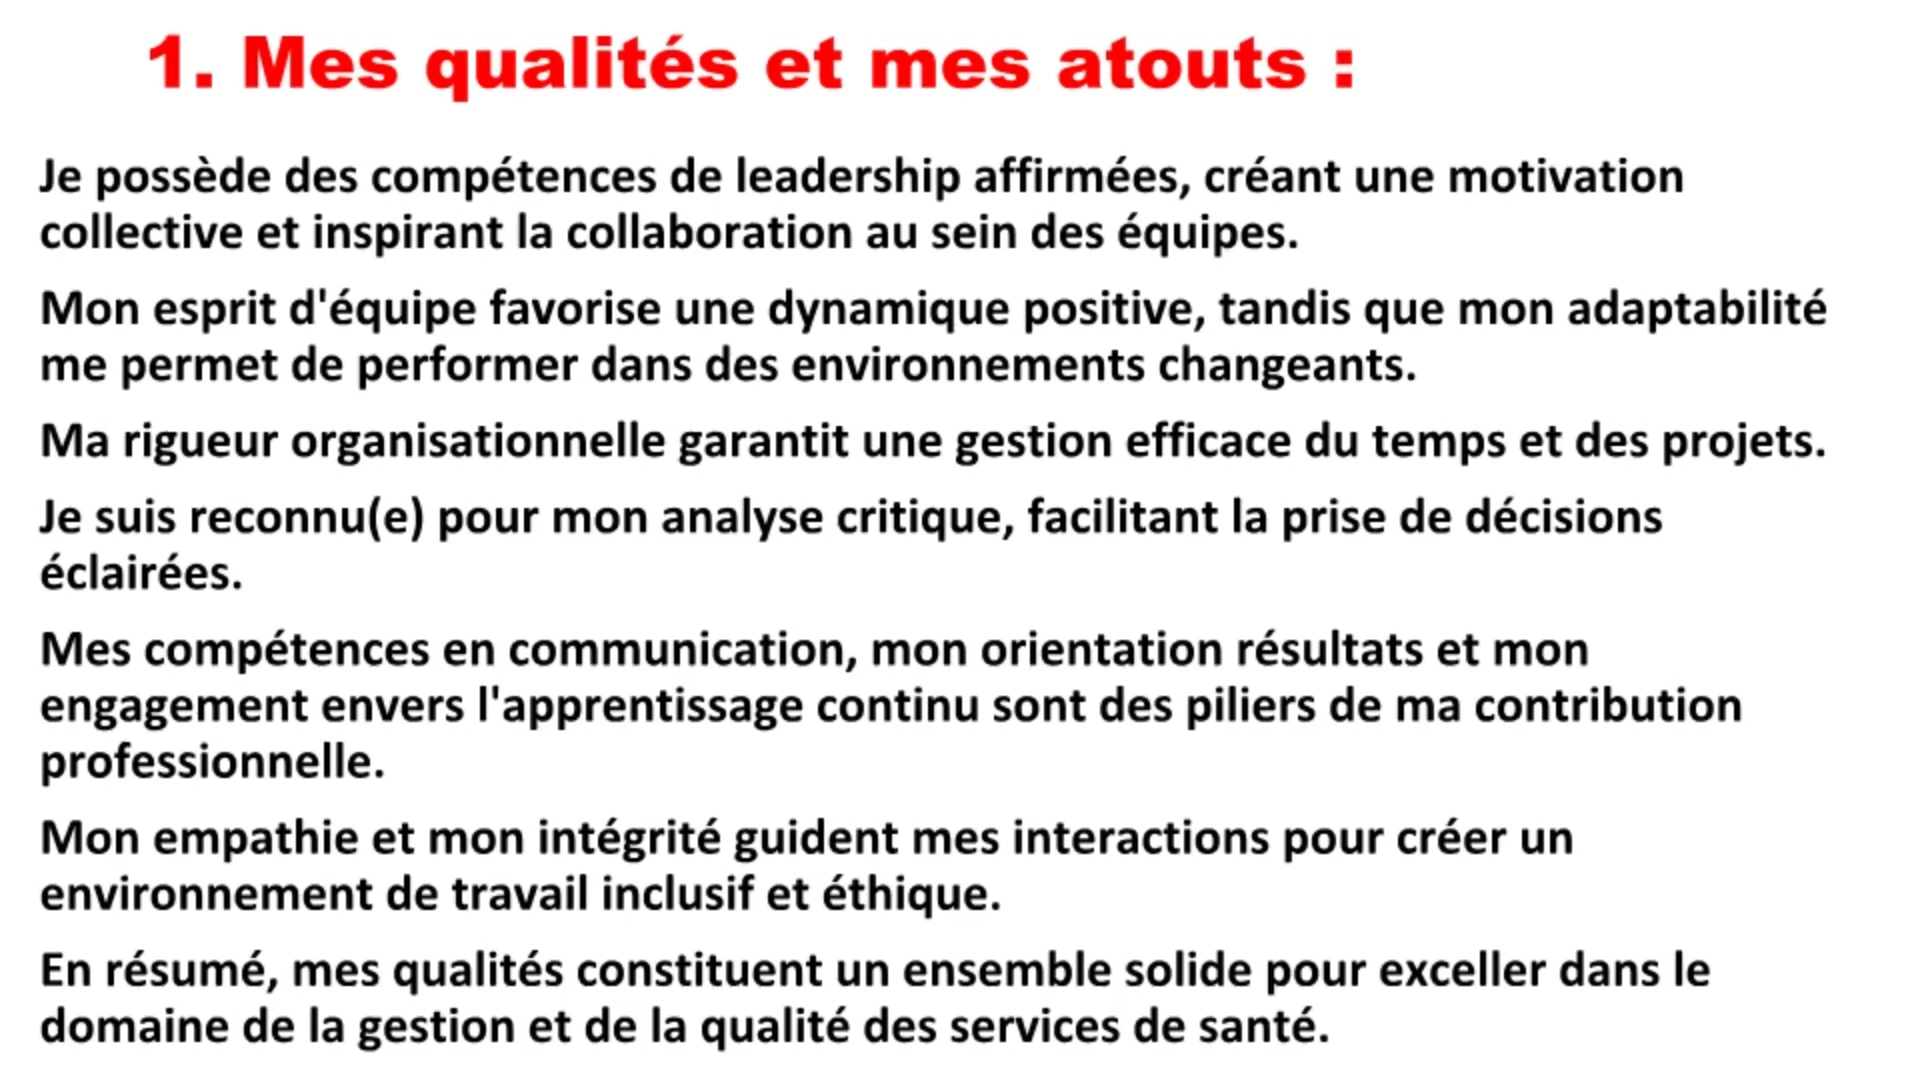 1. Mes qualités et mes atouts :
Je possède des compétences de leadership affirmées, créant une motivation
collective et inspirant la collaboration au sein des équipes.
Mon esprit d'équipe favorise une dynamique positive, tandis que mon adaptabilité
me permet de performer dans des environnements changeants.
Ma rigueur organisationnelle garantit une gestion efficace du temps et des projets.
Je suis reconnu(e) pour mon analyse critique, facilitant la prise de décisions
éclairées.
Mes compétences en communication, mon orientation résultats et mon
engagement envers l'apprentissage continu sont des piliers de ma contribution
professionnelle.
Mon empathie et mon intégrité guident mes interactions pour créer un
environnement de travail inclusif et éthique.
En résumé, mes qualités constituent un ensemble solide pour exceller dans le
domaine de la gestion et de la qualité des services de santé.